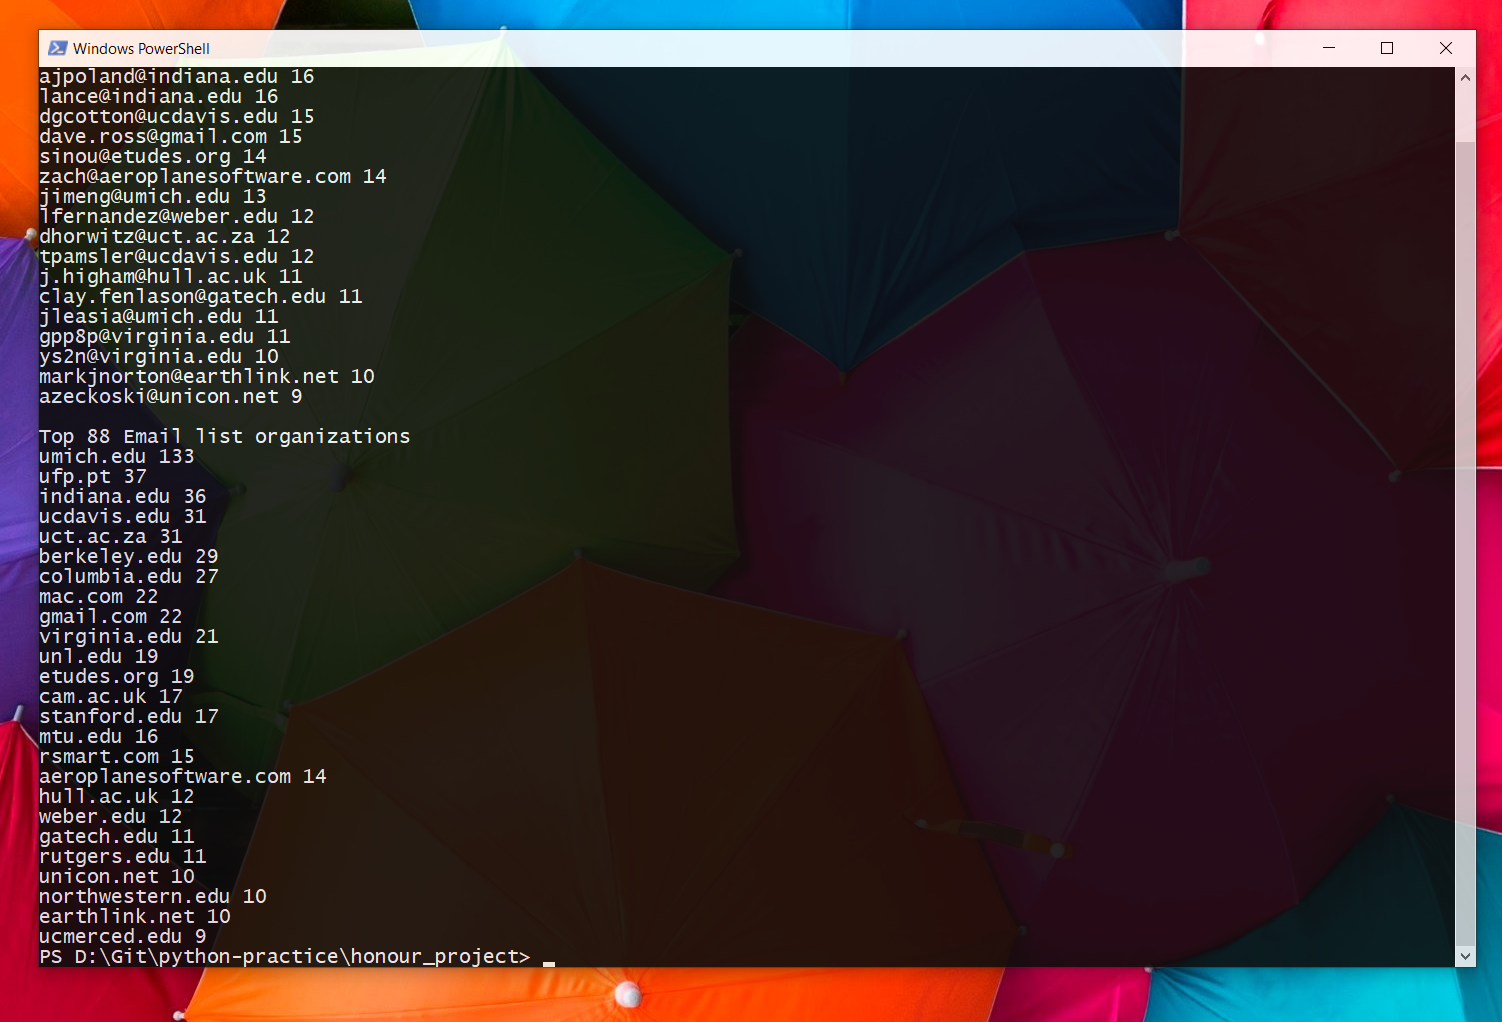 Windows PowerShell
ajpoland@indiana.edu 16
lance@indiana.edu 16
dgcotton@ucdavis.edu 15
dave.ross@gmail.com 15
sinou@etudes.org 14
zach@aeroplanesoftware.com 14
jimeng@umich.edu 13
lfernandez@weber.edu 12
dhorwitz@uct.ac.za 12
tpamsler@ucdavis.edu 12
j.higham@hull.ac.uk 11
clay.fenlason@gatech.edu 11
jleasia@umich.edu 11
gpp8p@virginia.edu 11
ys2n@virginia.edu 10
markjnorton@earthlink.net 10
azeckoski@unicon.net 9
Top 88 Email list organizations
umich.edu 133
ufp.pt 37
indiana.edu 36
ucdavis.edu 31
uct.ac.za 31
berkeley.edu 29
columbia.edu 27
mac.com 22
gmail.com 22
virginia.edu 21
unl.edu 19
etudes.org 19
cam.ac.uk 17
stanford.edu 17
mtu.edu 16
rsmart.com 15
aeroplanesoftware.com 14
hull.ac.uk 12
weber.edu 12
gatech.edu 11
rutgers.edu 11
unicon.net 10
northwestern.edu 10
earthlink.net 10
ucmerced.edu 9
PS D:\Git\python-practice\honour_project>